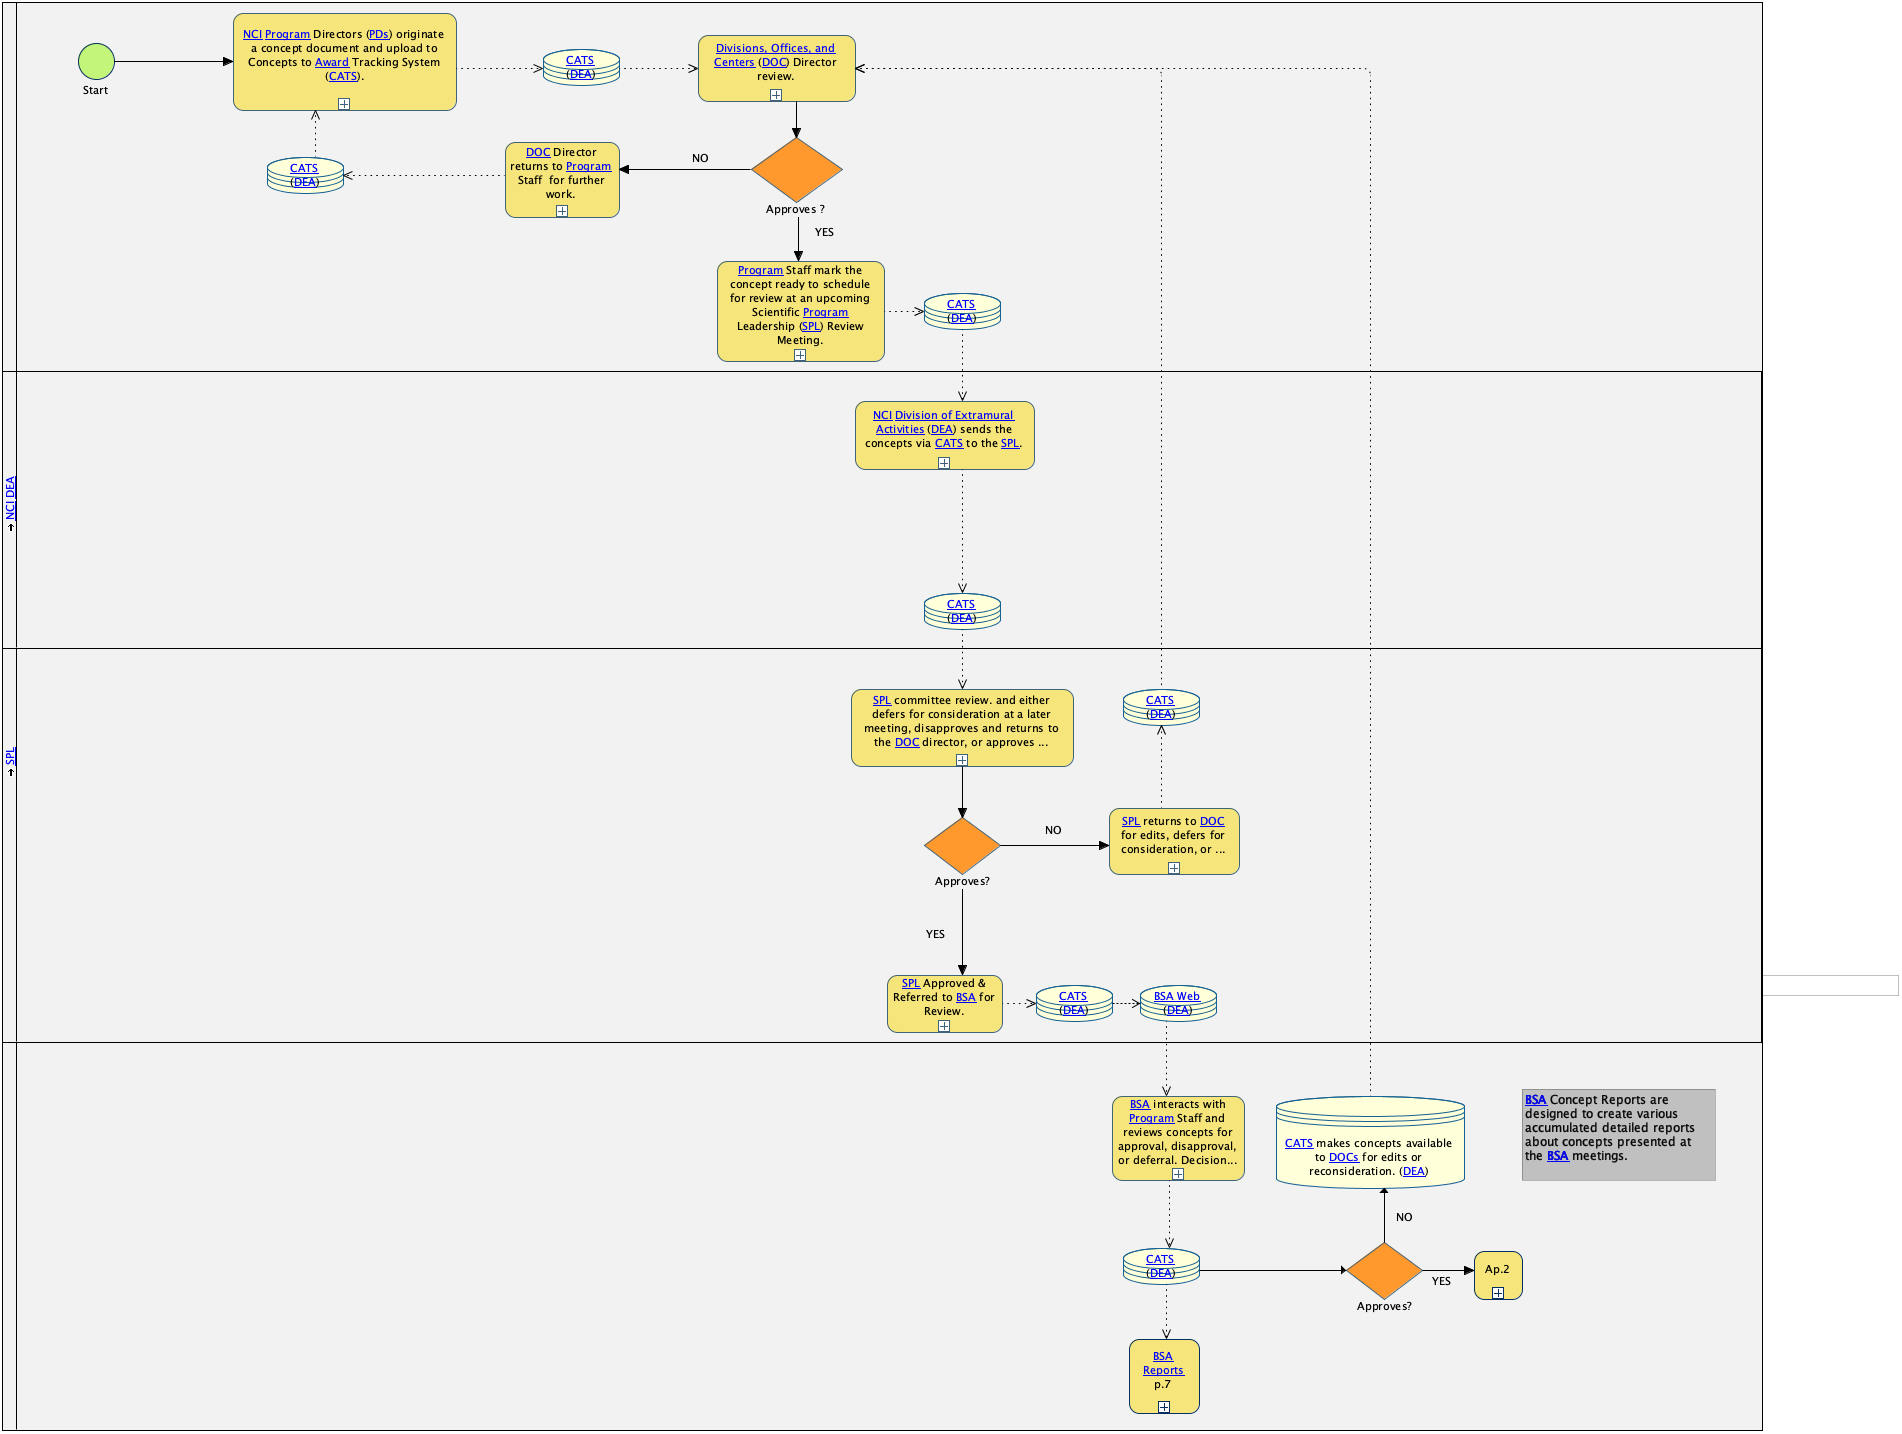 Start
NCI Program Directors (PDs) originate
a concept document and upload to
Concepts to Award Tracking System
(CATS).
CATS
(DEA)
Divisions, Offices, and
Centers (DOC) Director
review.
CATS
(DEA)
DOC Director
returns to Program
Staff for further
work.
NO
Approves ?
YES
Program Staff mark the
concept ready to schedule
for review at an upcoming
Scientific Program
Leadership (SPL) Review
Meeting.
CATS
(DEA)
NCI DEA
NCI Division of Extramural
Activities (DEA) sends the
concepts via CATS to the SPL.
CATS
(DEA)
SPL
SPL committee review. and either
defers for consideration at a later
meeting, disapproves and returns to
the DOC director, or approves ...
CATS
(DEA)
NO
SPL returns to DOC
for edits, defers for
consideration, or ...
Approves?
YES
SPL Approved &
Referred to BSA for
Review.
CATS
(DEA)
BSA Web
(DEA)
BSA interacts with
Program Staff and
reviews concepts for
approval, disapproval,
or deferral. Decision...
CATS makes concepts available
to DOCs for edits or
reconsideration. (DEA)
BSA Concept Reports are
designed to create various
accumulated detailed reports
about concepts presented at
the BSA meetings.
NO
CATS
(DEA)
Approves?
YES
Ap.2
BSA
Reports
p.7